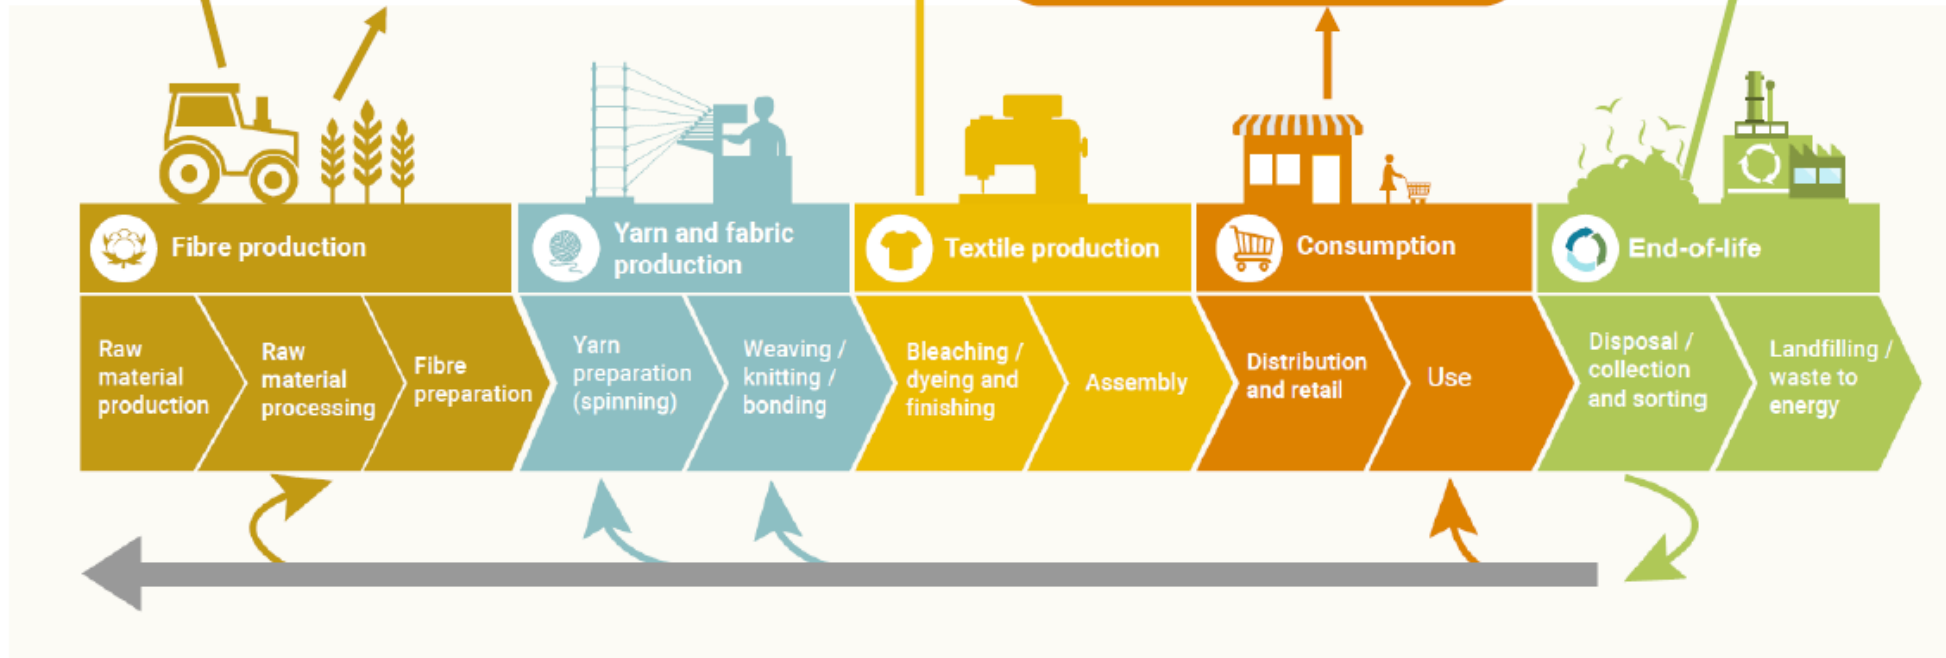 Fibre production
Yarn and fabric
production
Textile production
Consumption
End-of-life
Raw
material
production
Raw
material
processing
Fibre
preparation
Yarn
preparation
(spinning)
Weaving /
knitting /
bonding
Bleaching /
dyeing and
finishing
Assembly
Distribution
and retail
Use
Disposal /
collection
and sorting
Landfilling /
waste to
energy